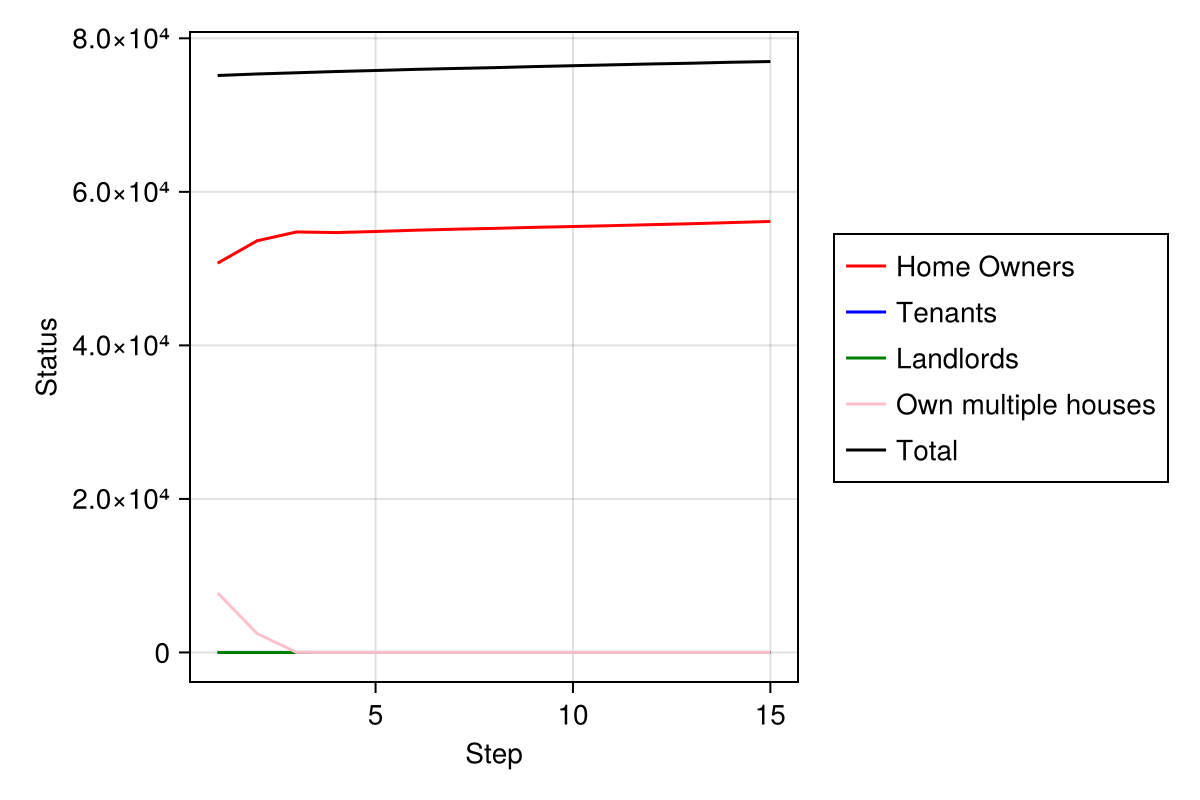 8.0×10⁴
6.0×10⁴
4.0×10⁴
2.0×10⁴
0
Status
5
10
15
Step
Home Owners
Tenants
Landlords
Own multiple houses
Total